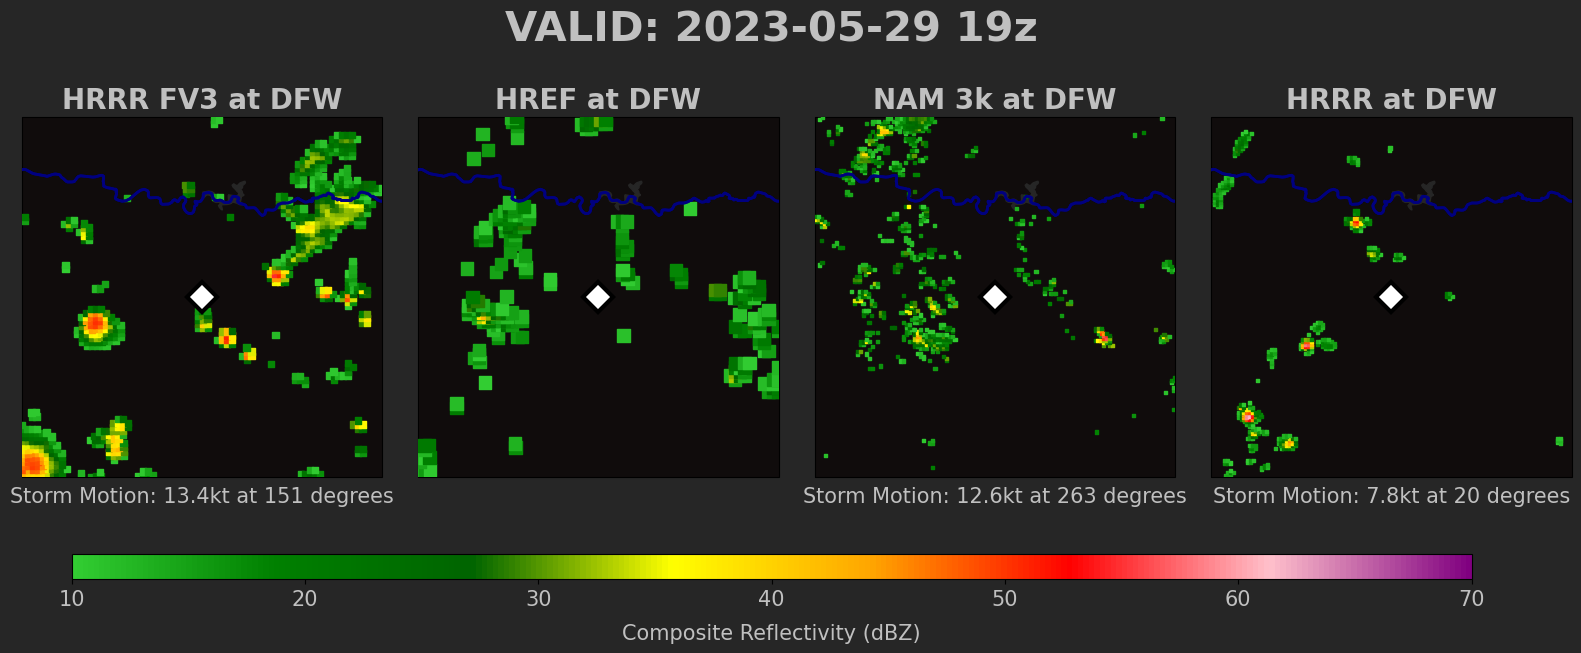 VALID: 2023-05-29 19z
HRRR FV3 at DFW
HREF at DFW
NAM 3k at DFW
HRRR at DFW
Storm Motion: 13.4kt at 151 degrees
Storm Motion: 12.6kt at 263 degrees
Storm Motion: 7.8kt at 20 degrees
10 20 30 40 50 60 70
Composite Reflectivity (dBZ)